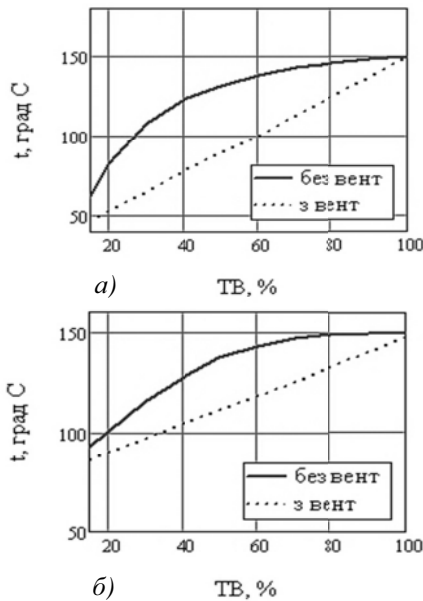 t, град C
150
100
50
без вент
з вент
20 40 60 80 100
а) ТВ, %
t, град C
150
100
50
без вент
з вент
20 40 60 80 100
б) ТВ, %